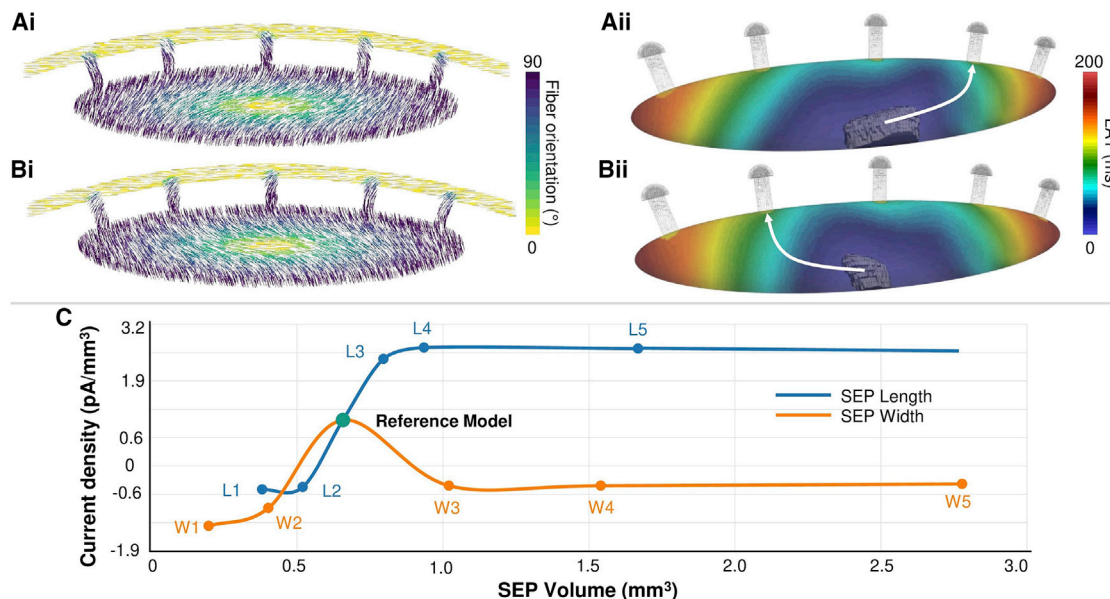 Ai
90
Fiber orientation (°)
0
Aii
200
LAT (ms)
0
Bi
Bii
C
Current density (pA/mm³)
3.2
1.9
0.6
0
-0.6
-1.9
L1
L2
L3
L4
L5
Reference Model
W1
W2
W3
W4
W5
SEP Length
SEP Width
0
0.5
1.0
1.5
2.0
2.5
3.0
SEP Volume (mm³)